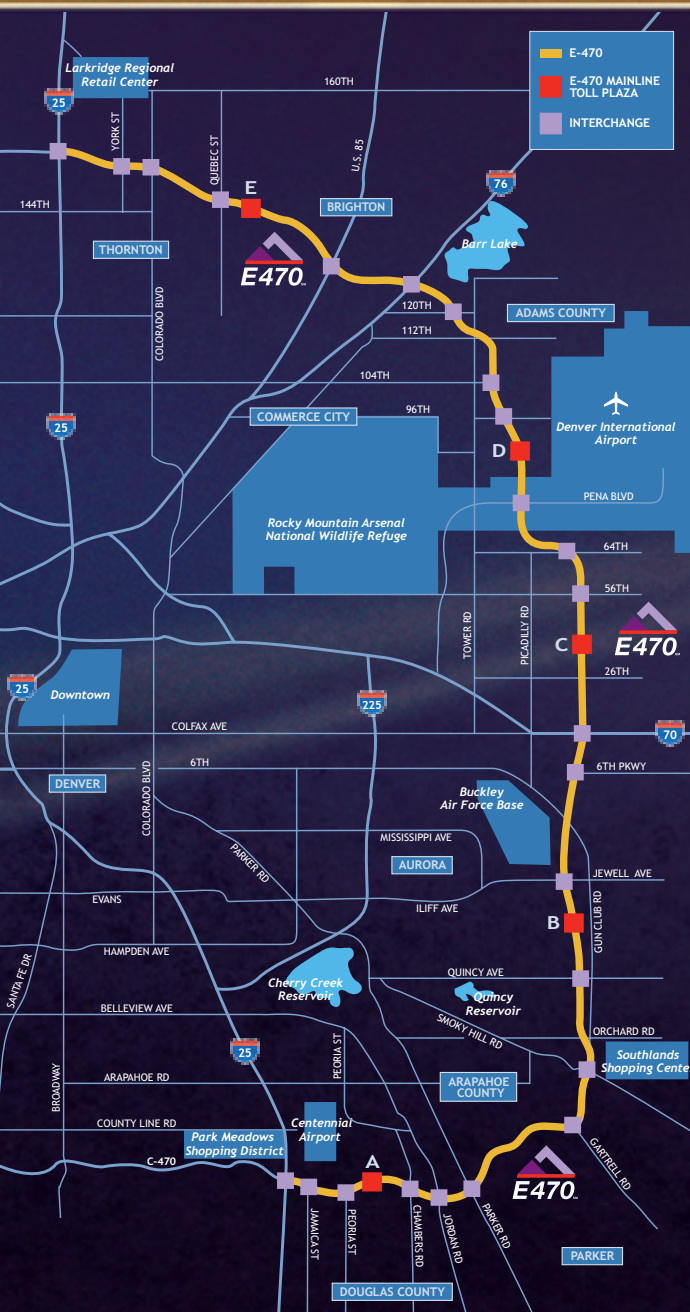 E-470
E-470 MAINLINE
TOLL PLAZA
INTERCHANGE
Larkridge Regional
Retail Center
25
160TH
YORK ST
QUEBEC ST
U.S. 85
76
E
144TH
BRIGHTON
THORNTON
Barr Lake
E470
COLORADO BLVD
120TH
ADAMS COUNTY
112TH
104TH
25
COMMERCE CITY
96TH
Denver International
Airport
D
PENA BLVD
Rocky Mountain Arsenal
National Wildlife Refuge
64TH
56TH
TOWER RD
PICADILLY RD
C
E470
26TH
25
Downtown
225
COLFAX AVE
70
6TH
6TH PKWY
DENVER
COLORADO BLVD
Buckley
Air Force Base
MISSISSIPPI AVE
PARKER RD
AURORA
JEWELL AVE
EVANS
ILIFF AVE
B
GUN CLUB RD
HAMPDEN AVE
SANTA FE DR
Cherry Creek
Reservoir
QUINCY AVE
Quincy
Reservoir
BELLEVIEW AVE
SMOKY HILL RD
ORCHARD RD
25
PEORIA ST
Southlands
Shopping Cente
BROADWAY
ARAPAHOE RD
ARAPAHOE
COUNTY
COUNTY LINE RD
Centennial
Airport
Park Meadows
Shopping District
C-470
A
GARTRELL RD
E470
JAMAICA ST
PEORIA ST
CHAMBERS RD
JORDAN RD
PARKER RD
PARKER
DOUGLAS COUNTY